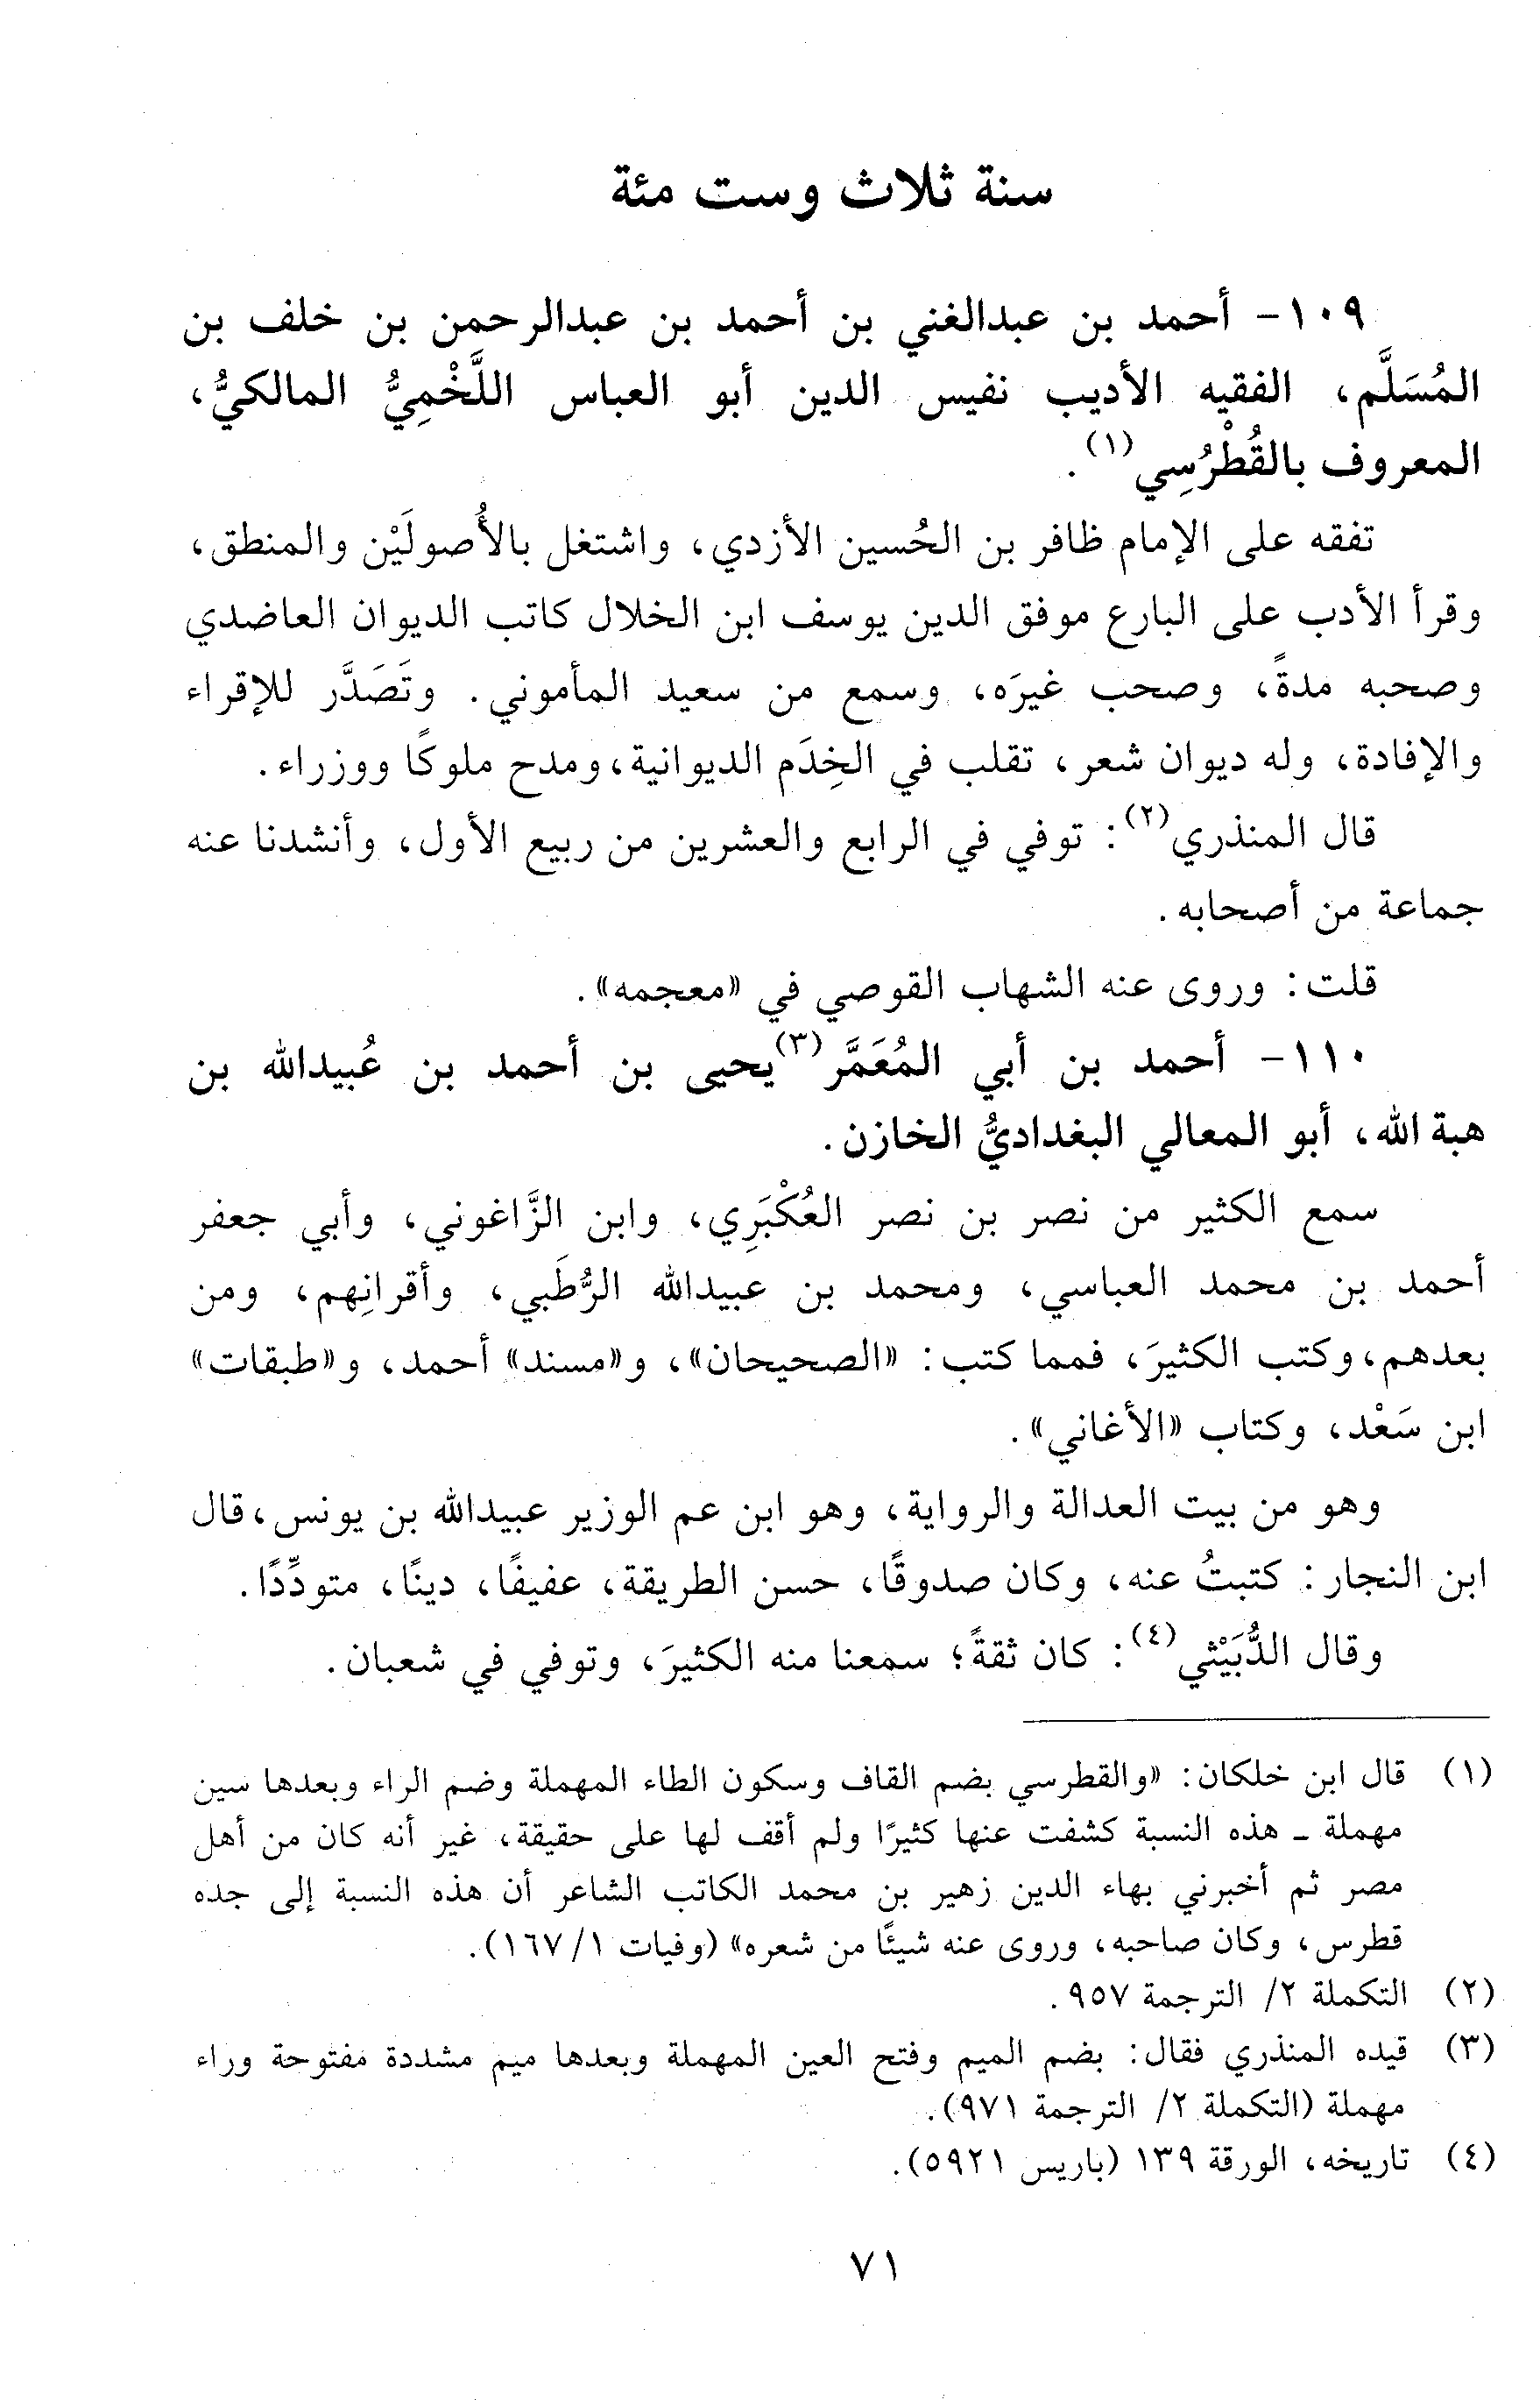 سنة ثلاث وست مئة
١٠٩- أحمد بن عبدالغني بن أحمد بن عبدالرحمن بن خلف بن
المُسَلَّم، الفقيه الأديب نفيس الدين أبو العباس اللَّخْمِيُّ المالكيُّ،
المعروف بالقُطْرُسِي(١).
تفقه على الإمام ظافر بن الحُسين الأزدي، واشتغل بالأُصولَيْن والمنطق،
وقرأ الأدب على البارع موفق الدين يوسف ابن الخلال كاتب الديوان العاضدي
وصحبه مدةً، وصحب غيرَه، وسمع من سعيد المأموني. وتَصَدَّر للإقراء
والإفادة، وله ديوان شعر، تقلب في الخِدَم الديوانية، ومدح ملوكًا ووزراء.
قال المنذري(٢): توفي في الرابع والعشرين من ربيع الأول، وأنشدنا عنه
جماعة من أصحابه.
قلت: وروى عنه الشهاب القوصي في «معجمه».
١١٠- أحمد بن أبي المُعَمَّر(٣) يحيى بن أحمد بن عُبيدالله بن
هبة الله، أبو المعالي البغداديُّ الخازن.
سمع الكثير من نصر بن نصر العُكْبَرِي، وابن الزَّاغوني، وأبي جعفر
أحمد بن محمد العباسي، ومحمد بن عبيدالله الرُّطَبي، وأقرانِهم، ومن
بعدهم، وكتب الكثيرَ، فمما كتب: «الصحيحان»، و«مسند» أحمد، و«طبقات»
ابن سَعْد، وكتاب «الأغاني».
وهو من بيت العدالة والرواية، وهو ابن عم الوزير عبيدالله بن يونس، قال
ابن النجار: كتبتُ عنه، وكان صدوقًا، حسن الطريقة، عفيفًا، دينًا، متودِّدًا.
وقال الدُّبَيْثي(٤): كان ثقةً؛ سمعنا منه الكثيرَ، وتوفي في شعبان.
(١) قال ابن خلكان: «والقطرسي بضم القاف وسكون الطاء المهملة وضم الراء وبعدها سين
مهملة ـ هذه النسبة كشفت عنها كثيرًا ولم أقف لها على حقيقة، غير أنه كان من أهل
مصر ثم أخبرني بهاء الدين زهير بن محمد الكاتب الشاعر أن هذه النسبة إلى جده
قطرس، وكان صاحبه، وروى عنه شيئًا من شعره» (وفيات ١/ ١٦٧).
(٢) التكملة ٢/ الترجمة ٩٥٧.
(٣) قيده المنذري فقال: بضم الميم وفتح العين المهملة وبعدها ميم مشددة مفتوحة وراء
مهملة (التكملة ٢/ الترجمة ٩٧١).
(٤) تاريخه، الورقة ١٣٩ (باريس ٥٩٢١).
٧١